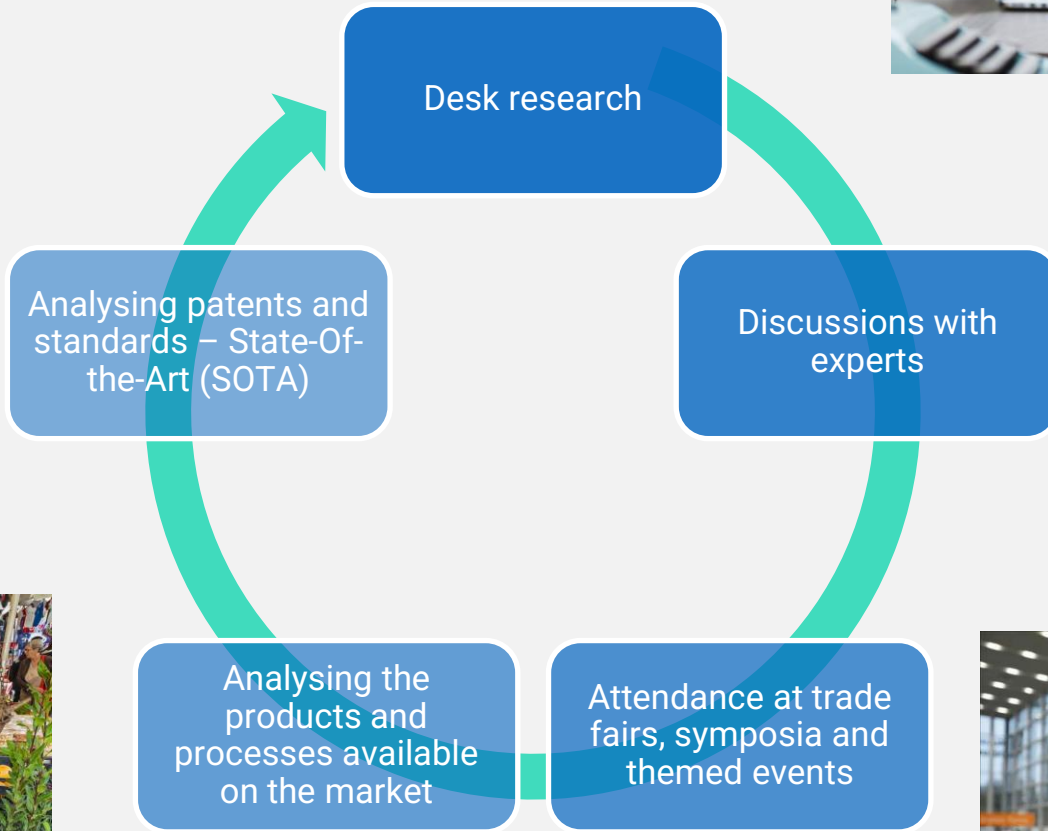 Desk research
Discussions with
experts
Attendance at trade
fairs, symposia and
themed events
Analysing the
products and
processes available
on the market
Analysing patents and
standards – State-Of-
the-Art (SOTA)